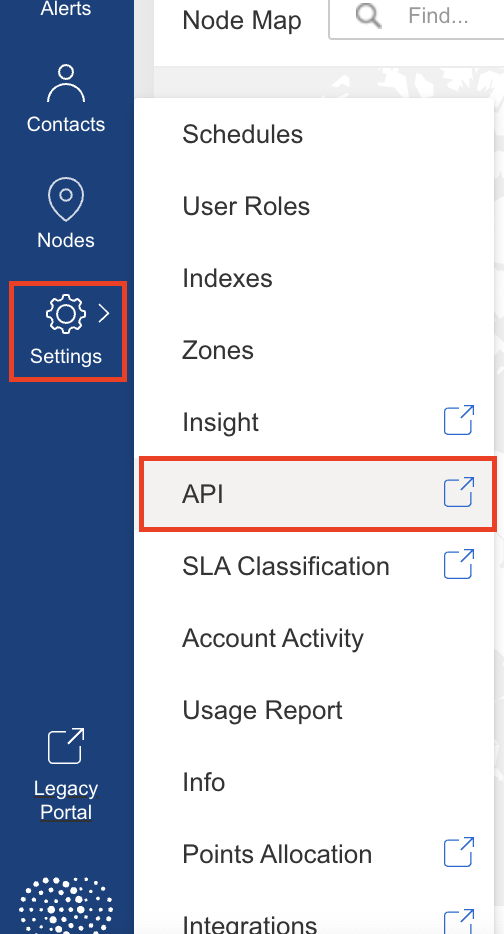 Alerts
Contacts
Nodes
Settings
Legacy
Portal
Node Map
Find...
Schedules
User Roles
Indexes
Zones
Insight
API
SLA Classification
Account Activity
Usage Report
Info
Points Allocation
Integrations